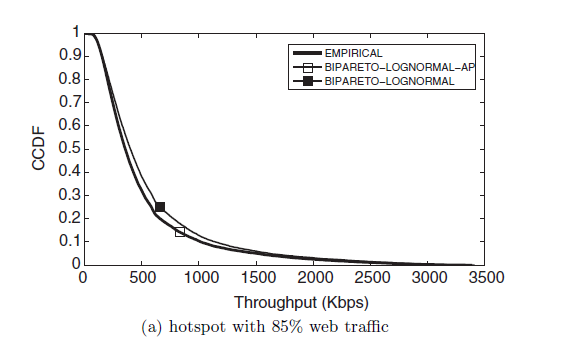 1
0.9
0.8
0.7
0.6
0.5
0.4
0.3
0.2
0.1
0
CCDF
EMPIRICAL
BIPARETO-LOGNORMAL-AP
BIPARETO-LOGNORMAL
0 500 1000 1500 2000 2500 3000 3500
Throughput (Kbps)
(a) hotspot with 85% web traffic